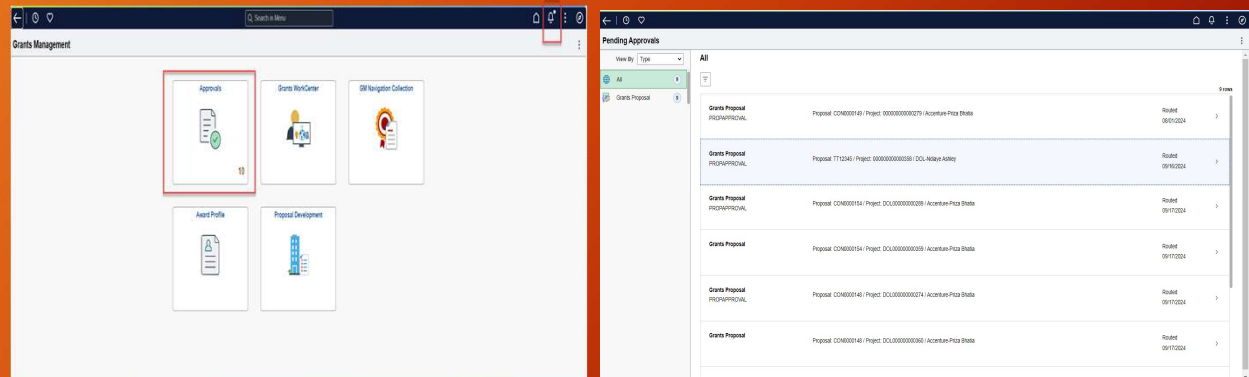 Search in Menu
Grants Management
Approvals
Grants WorkCenter
GM Navigation Collection
10
Award Profile
Proposal Development
Pending Approvals
View By Type
All
9
Grants Proposal
9
All
9 rows
Grants Proposal
PROPAPPROVAL
Proposal: CON0000149 / Project: 000000000000279 / Accenture-Priza Bhatia
Routed
08/01/2024
Grants Proposal
PROPAPPROVAL
Proposal: TT12345 / Project: 000000000000358 / DOL-Ndiaye Ashley
Routed
09/16/2024
Grants Proposal
PROPAPPROVAL
Proposal: CON0000154 / Project: DOL000000000289 / Accenture-Priza Bhatia
Routed
09/17/2024
Grants Proposal
Proposal: CON0000154 / Project: DOL000000000359 / Accenture-Priza Bhatia
Routed
09/17/2024
Grants Proposal
PROPAPPROVAL
Proposal: CON0000148 / Project: DOL000000000274 / Accenture-Priza Bhatia
Routed
09/17/2024
Grants Proposal
Proposal: CON0000148 / Project: DOL000000000360 / Accenture-Priza Bhatia
Routed
09/17/2024